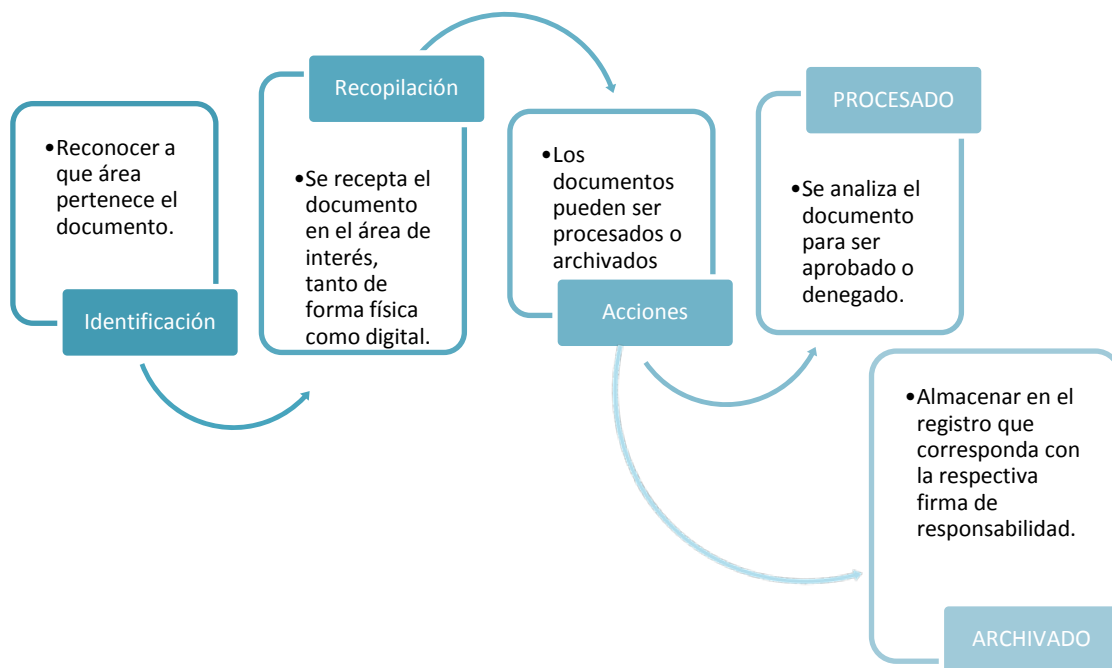 •Reconocer a
que área
pertenece el
documento.
Identificación
Recopilación
•Se recepta el
documento
en el área de
interés,
tanto de
forma física
como digital.
•Los
documentos
pueden ser
procesados o
archivados
Acciones
PROCESADO
•Se analiza el
documento
para ser
aprobado o
denegado.
•Almacenar en el
registro que
corresponda con
la respectiva
firma de
responsabilidad.
ARCHIVADO